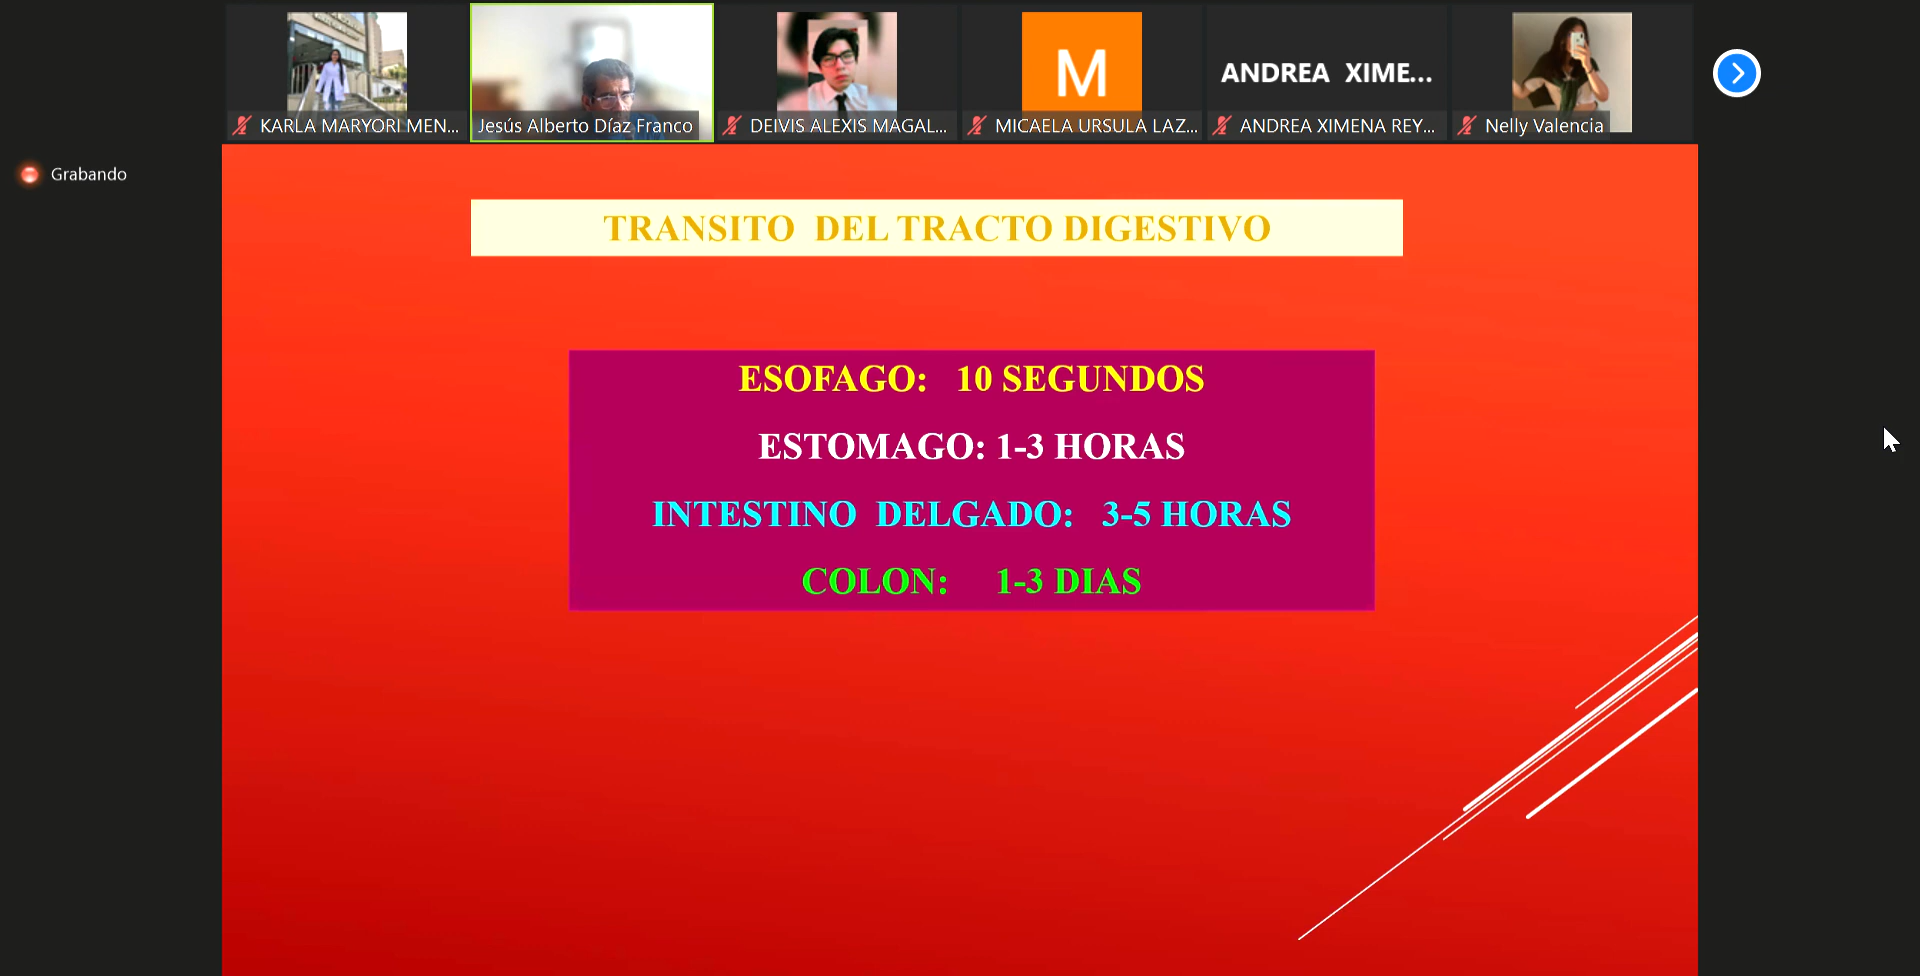 ANDREA XIME...
M
KARLA MARYORI MEN...
Jesús Alberto Díaz Franco
DEIVIS ALEXIS MAGAL...
MICAELA URSULA LAZ...
ANDREA XIMENA REY...
Nelly Valencia
Grabando
TRANSITO DEL TRACTO DIGESTIVO
ESOFAGO: 10 SEGUNDOS
ESTOMAGO: 1-3 HORAS
INTESTINO DELGADO: 3-5 HORAS
COLON: 1-3 DIAS